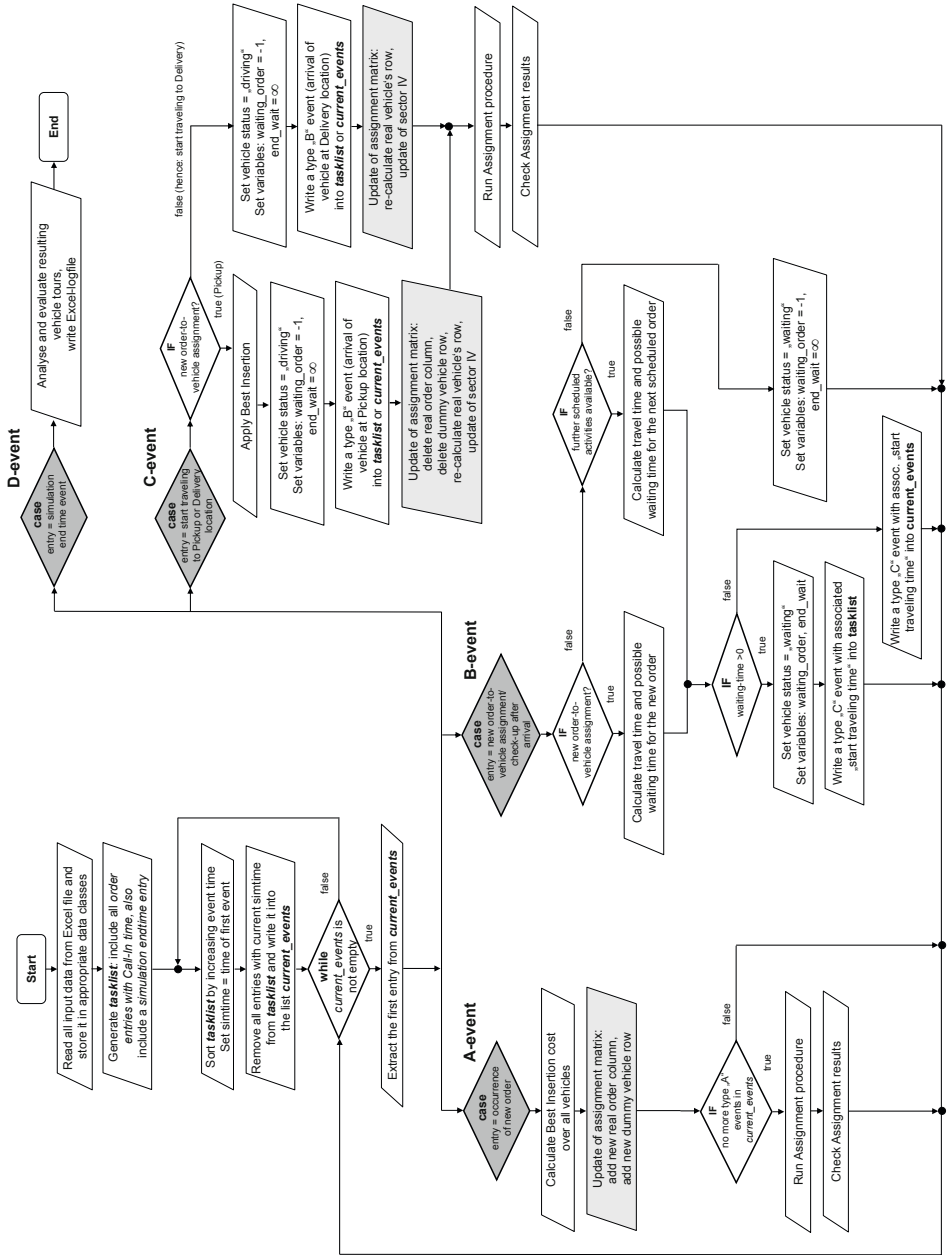 Start
Read all input data from Excel file and
store it in appropriate data classes
Generate tasklist: include all order
entries with Call-In time, also
include a simulation endtime entry
Sort tasklist by increasing event time
Set simtime = time of first event
Remove all entries with current simtime
from tasklist and write it into
the list current_events
while
current_events is
not empty
false
true
Extract the first entry from current_events
A-event
case
entry = occurrence
of new order
Calculate Best Insertion cost
over all vehicles
Update of assignment matrix:
add new real order column,
add new dummy vehicle row
IF
no more type „A“
events in
current_events
false
true
Run Assignment procedure
Check Assignment results
B-event
case
entry = new order-to-
vehicle assignment/
check-up after
arrival
IF
new order-to-
vehicle assignment?
false
true
Calculate travel time and possible
waiting time for the new order
IF
further scheduled
activities available?
false
true
Calculate travel time and possible
waiting time for the next scheduled order
IF
waiting-time >0
false
true
Set vehicle status = „waiting“
Set variables: waiting_order, end_wait
Write a type „C“ event with associated
„start traveling time“ into tasklist
Write a type „C“ event with assoc. „start
traveling time“ into current_events
Set vehicle status = „waiting“
Set variables: waiting_order = -1,
end_wait = ∞
C-event
case
entry = start traveling
to Pickup or Delivery
location
IF
new order-to-
vehicle assignment?
false (hence: start traveling to Delivery)
true (Pickup)
Apply Best Insertion
Set vehicle status = „driving“
Set variables: waiting_order = -1,
end_wait = ∞
Write a type „B“ event (arrival of
vehicle at Pickup location)
into tasklist or current_events
Update of assignment matrix:
delete real order column,
delete dummy vehicle row,
re-calculate real vehicle's row,
update of sector IV
Set vehicle status = „driving“
Set variables: waiting_order = -1,
end_wait = ∞
Write a type „B“ event (arrival of
vehicle at Delivery location)
into tasklist or current_events
Update of assignment matrix:
re-calculate real vehicle's row,
update of sector IV
Run Assignment procedure
Check Assignment results
D-event
case
entry = simulation
end time event
Analyse and evaluate resulting
vehicle tours,
write Excel-logfile
End